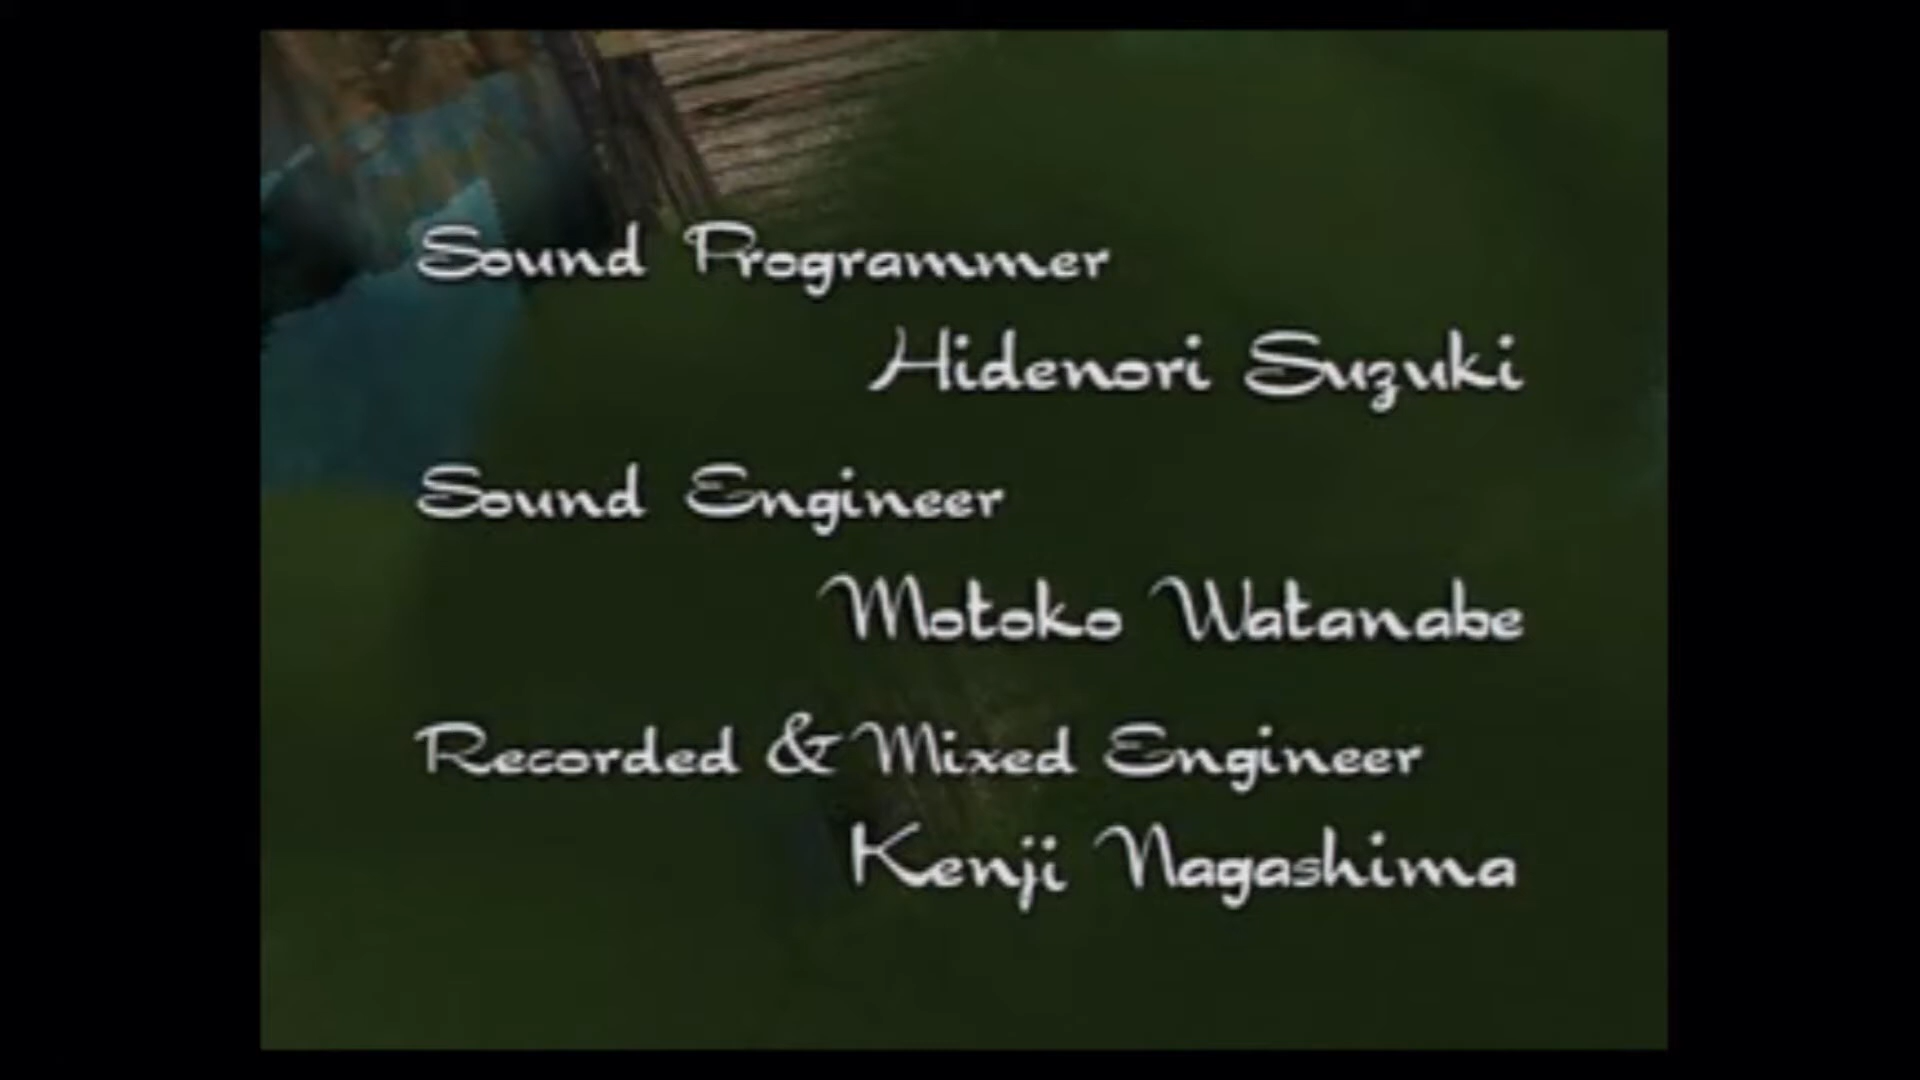 Sound Programmer
Hidenori Suzuki
Sound Engineer
Motoko Watanabe
Recorded & Mixed Engineer
Kenji Nagashima